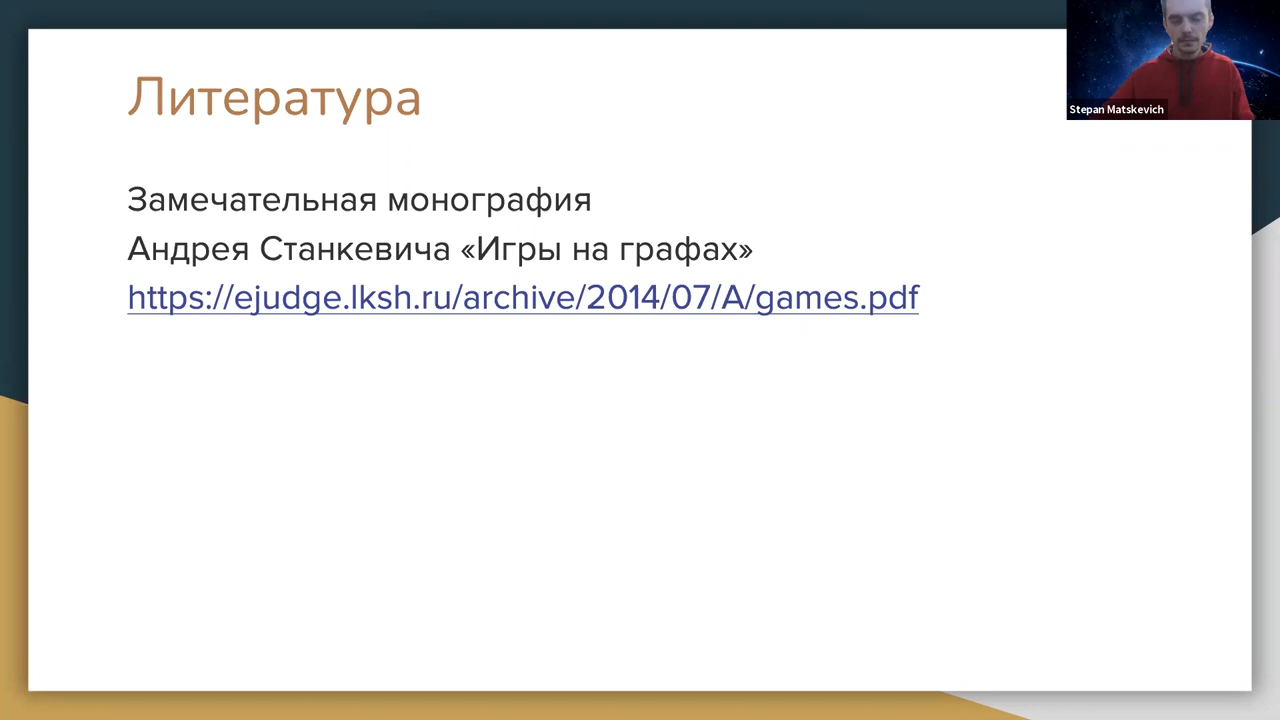 Литература
Stepan Matskevich
Замечательная монография
Андрея Станкевича «Игры на графах»
https://ejudge.lksh.ru/archive/2014/07/A/games.pdf